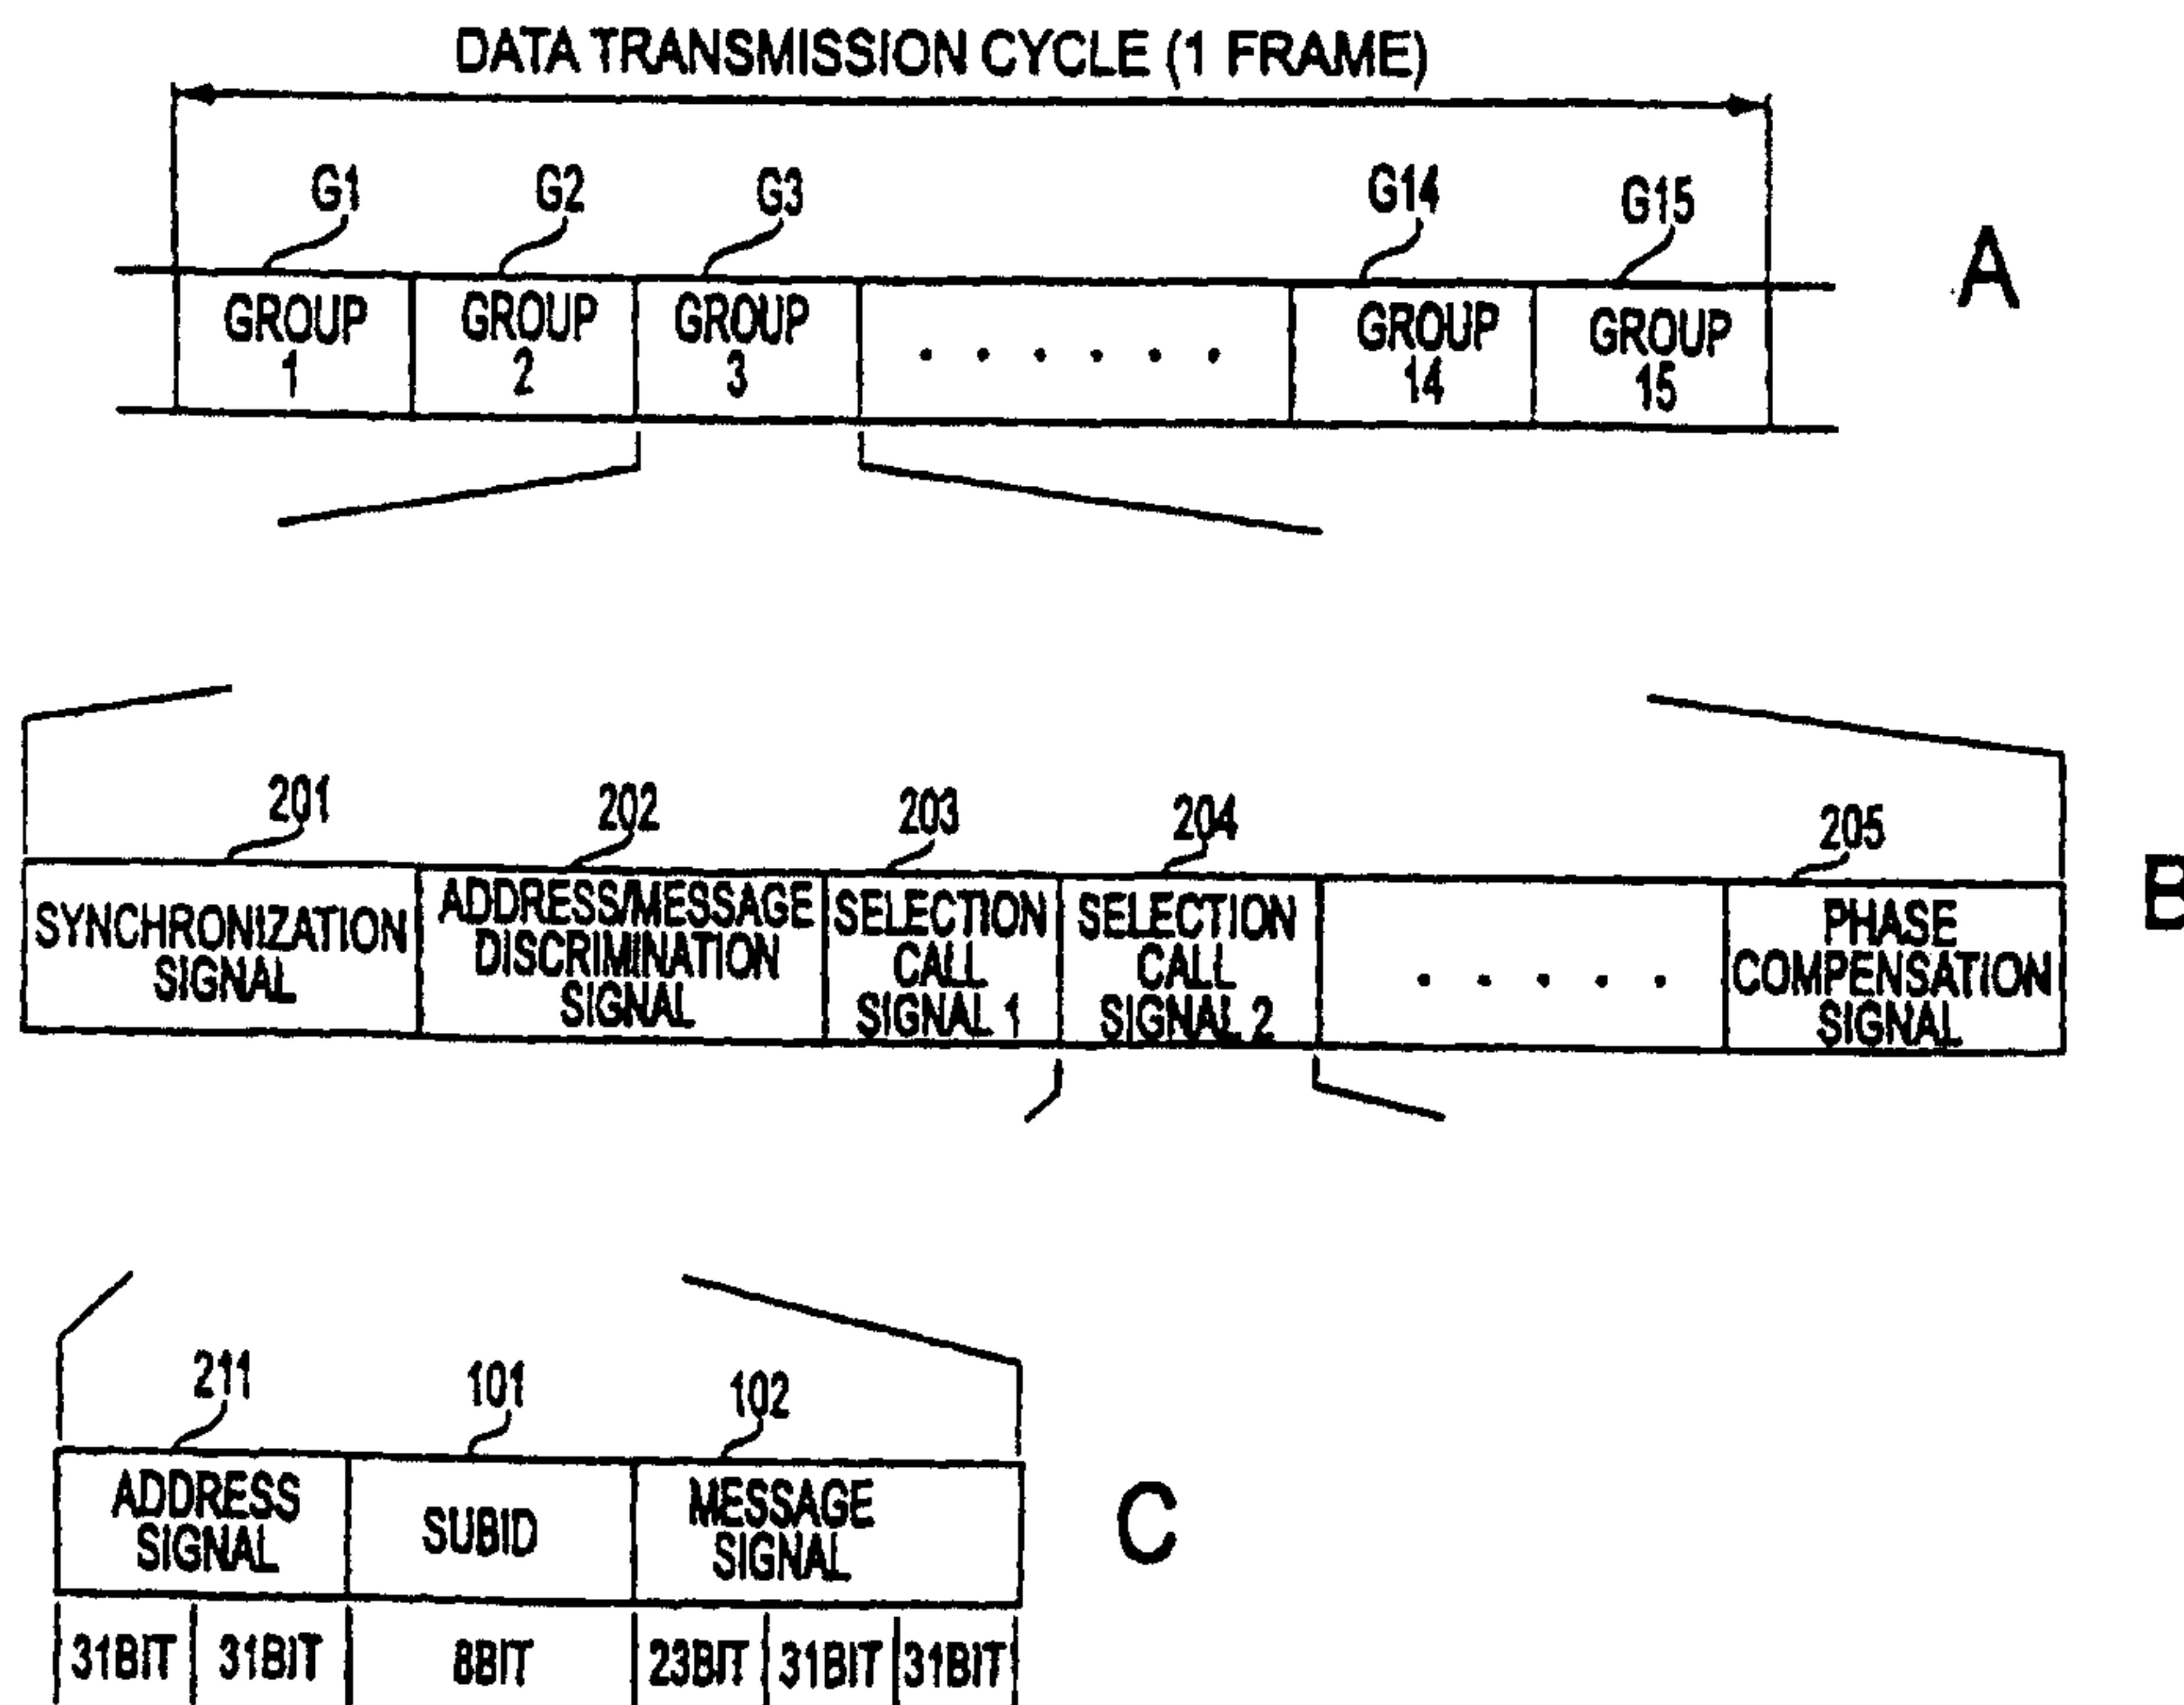 DATA TRANSMISSION CYCLE (1 FRAME)
G1 G2 G3 G14 G15
A
GROUP 1
GROUP 2
GROUP 3
......
GROUP 14
GROUP 15
201 202 203 204 205
B
SYNCHRONIZATION
SIGNAL
ADDRESS/MESSAGE
DISCRIMINATION
SIGNAL
SELECTION
CALL
SIGNAL 1
SELECTION
CALL
SIGNAL 2
.....
PHASE
COMPENSATION
SIGNAL
211 101 102
ADDRESS
SIGNAL
SUBID
MESSAGE
SIGNAL
C
31BIT 31BIT 8BIT 23BIT 31BIT 31BIT